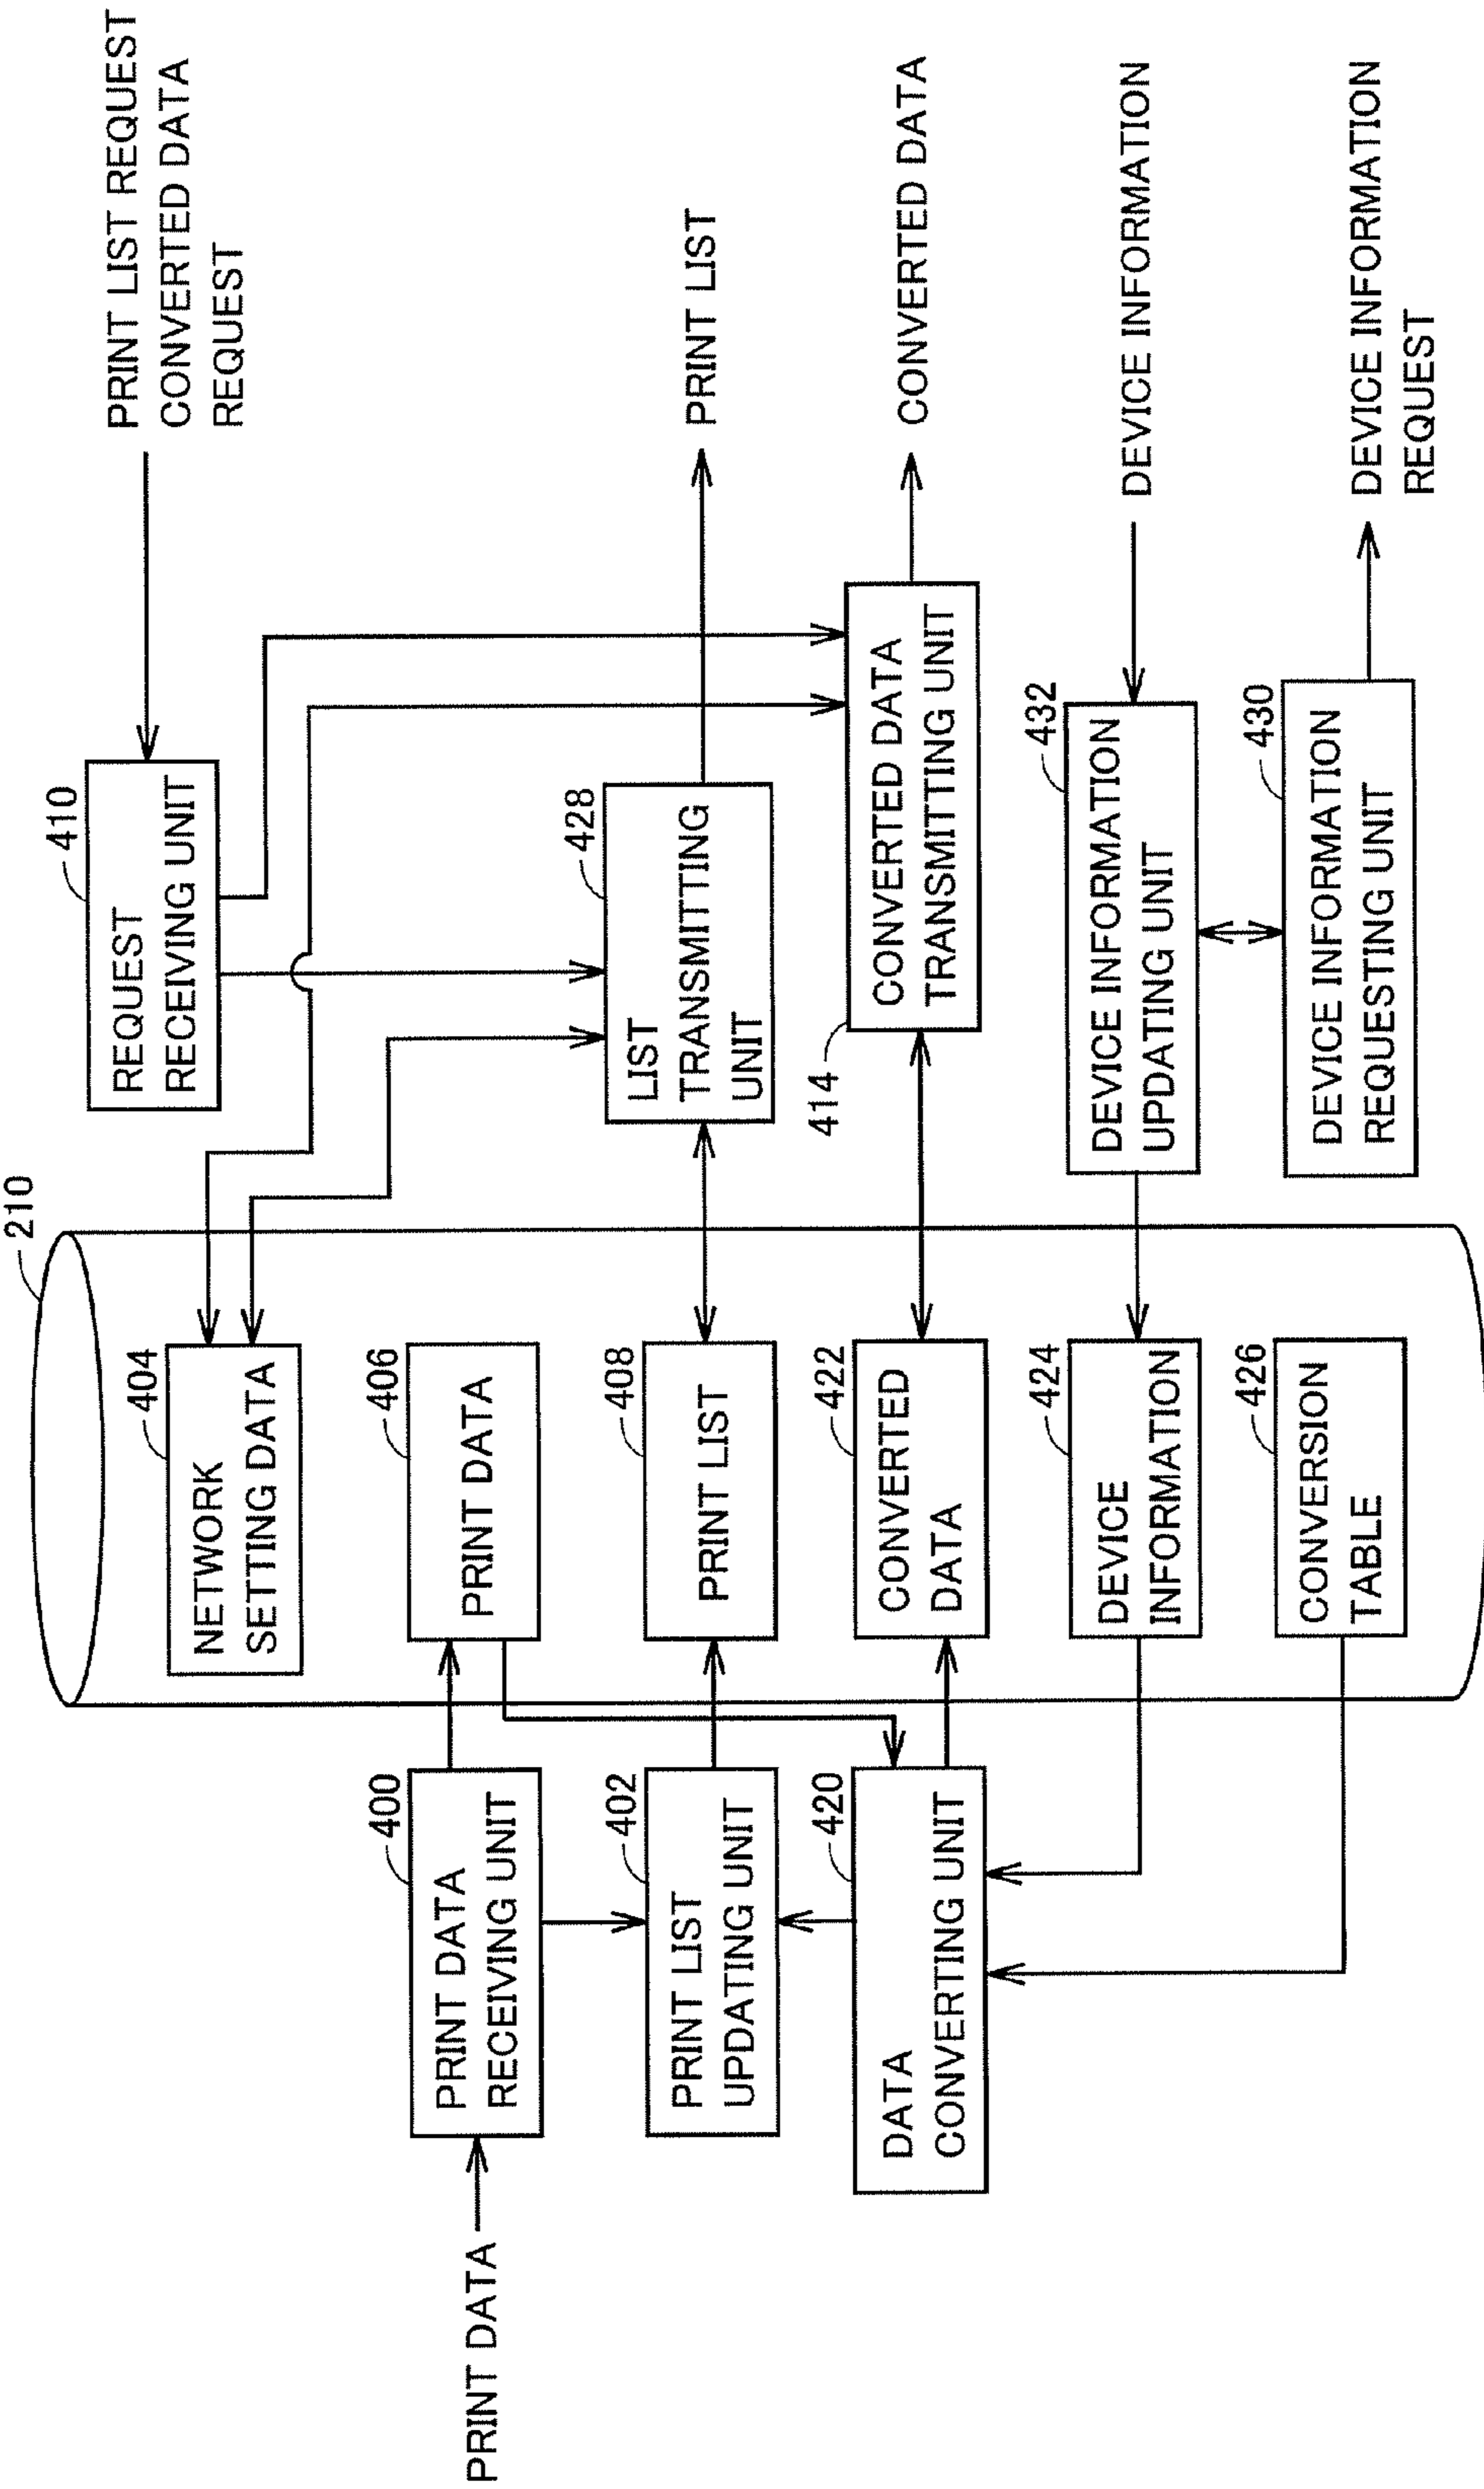 210
PRINT DATA
400
PRINT DATA
RECEIVING UNIT
402
PRINT LIST
UPDATING UNIT
420
DATA
CONVERTING UNIT
404
NETWORK
SETTING DATA
406
PRINT DATA
408
PRINT LIST
422
CONVERTED
DATA
424
DEVICE
INFORMATION
426
CONVERSION
TABLE
410
REQUEST
RECEIVING UNIT
428
LIST
TRANSMITTING
UNIT
414
CONVERTED DATA
TRANSMITTING UNIT
432
DEVICE INFORMATION
UPDATING UNIT
430
DEVICE INFORMATION
REQUESTING UNIT
PRINT LIST REQUEST
CONVERTED DATA
REQUEST
PRINT LIST
CONVERTED DATA
DEVICE INFORMATION
DEVICE INFORMATION
REQUEST